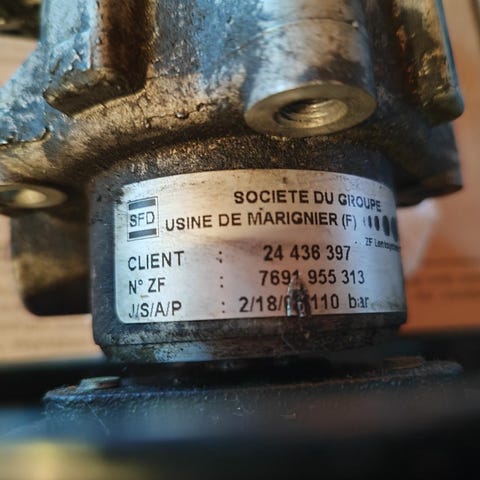 SFD
SOCIETE DU GROUPE
USINE DE MARIGNIER (F)
ZF
CLIENT : 24 436 397
N° ZF : 7691 955 313
J/S/A/P : 2/18/ 110 bar